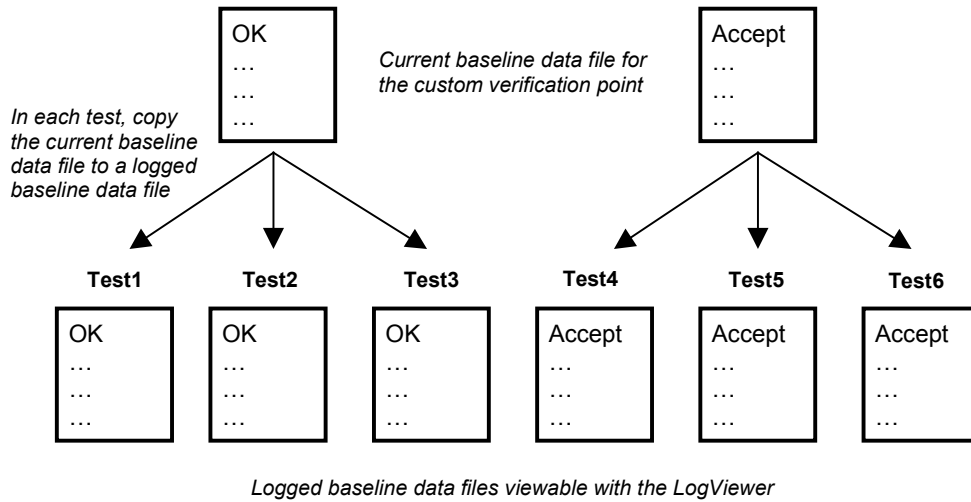 OK
…
…
…
Current baseline data file for
the custom verification point
Accept
…
…
…
In each test, copy
the current baseline
data file to a logged
baseline data file
Test1
Test2
Test3
Test4
Test5
Test6
OK
…
…
…
OK
…
…
…
OK
…
…
…
Accept
…
…
…
Accept
…
…
…
Accept
…
…
…
Logged baseline data files viewable with the LogViewer